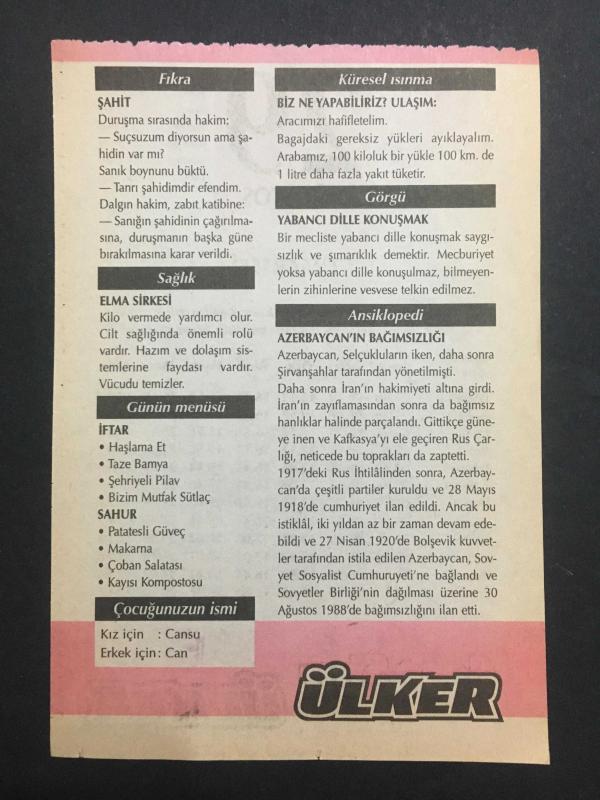 Fıkra
ŞAHİT
Duruşma sırasında hakim:
— Suçsuzum diyorsun ama şa-
hidin var mı?
Sanık boynunu büktü.
— Tanrı şahidimdir efendim.
Dalgın hakim, zabıt katibine:
— Sanığın şahidinin çağırılma-
sına, duruşmanın başka güne
bırakılmasına karar verildi.
Sağlık
ELMA SİRKESİ
Kilo vermede yardımcı olur.
Cilt sağlığında önemli rolü
vardır. Hazım ve dolaşım sis-
temlerine faydası vardır.
Vücudu temizler.
Günün menüsü
İFTAR
• Haşlama Et
• Taze Bamya
• Şehriyeli Pilav
• Bizim Mutfak Sütlaç
SAHUR
• Patatesli Güveç
• Makarna
• Çoban Salatası
• Kayısı Kompostosu
Çocuğunuzun ismi
Kız için : Cansu
Erkek için: Can
Küresel ısınma
BİZ NE YAPABİLİRİZ? ULAŞIM:
Aracımızı hafifletelim.
Bagajdaki gereksiz yükleri ayıklayalım.
Arabamız, 100 kiloluk bir yükle 100 km. de
1 litre daha fazla yakıt tüketir.
Görgü
YABANCI DİLLE KONUŞMAK
Bir mecliste yabancı dille konuşmak saygı-
sızlık ve şımarıklık demektir. Mecburiyet
yoksa yabancı dille konuşulmaz, bilmeyen-
lerin zihinlerine vesvese telkin edilmez.
Ansiklopedi
AZERBAYCAN'IN BAĞIMSIZLIĞI
Azerbaycan, Selçukluların iken, daha sonra
Şirvanşahlar tarafından yönetilmişti.
Daha sonra İran'ın hakimiyeti altına girdi.
İran'ın zayıflamasından sonra da bağımsız
hanlıklar halinde parçalandı. Gittikçe güne-
ye inen ve Kafkasya'yı ele geçiren Rus Çar-
lığı, neticede bu toprakları da zaptetti.
1917'deki Rus İhtilâlinden sonra, Azerbay-
can'da çeşitli partiler kuruldu ve 28 Mayıs
1918'de cumhuriyet ilan edildi. Ancak bu
istiklâl, iki yıldan az bir zaman devam ede-
bildi ve 27 Nisan 1920'de Bolşevik kuvvet-
ler tarafından istila edilen Azerbaycan, Sov-
yet Sosyalist Cumhuruyeti'ne bağlandı ve
Sovyetler Birliği'nin dağılması üzerine 30
Ağustos 1988'de bağımsızlığını ilan etti.
ÜLKER